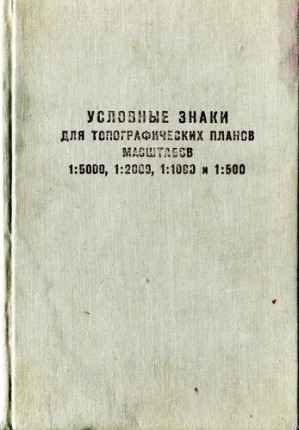 УСЛОВНЫЕ ЗНАКИ
ДЛЯ ТОПОГРАФИЧЕСКИХ ПЛАНОВ
МАСШТАБОВ
1:5000, 1:2000, 1:1000 и 1:500